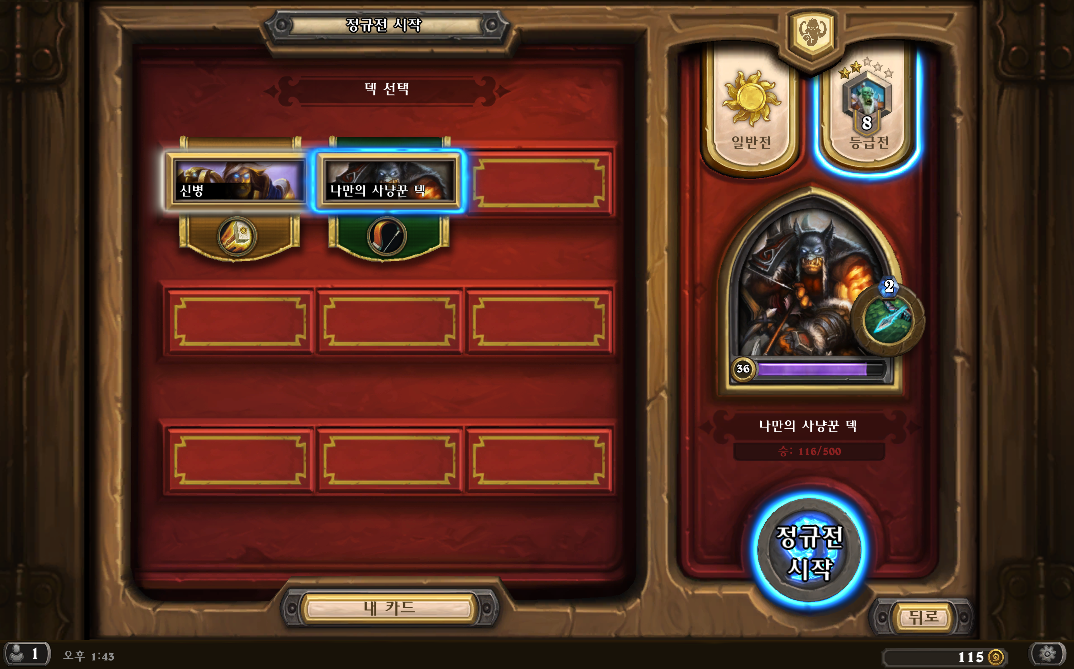 정규전 시작
덱 선택
신병
나만의 사냥꾼 덱
일반전
8
등급전
2
36
나만의 사냥꾼 덱
승: 116/500
정규전
시작
내 카드
뒤로
1
오후 1:43
115